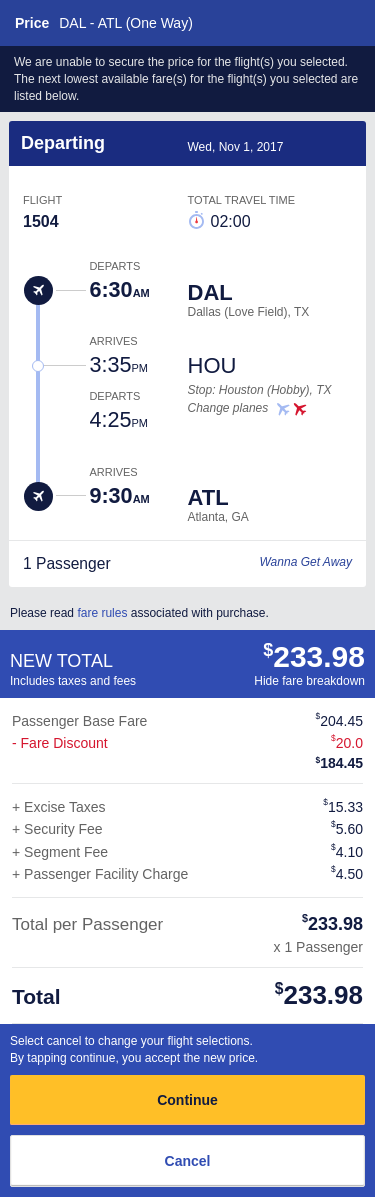 Price DAL - ATL (One Way)
We are unable to secure the price for the flight(s) you selected.
The next lowest available fare(s) for the flight(s) you selected are
listed below.
Departing Wed, Nov 1, 2017
FLIGHT TOTAL TRAVEL TIME
1504 02:00
DEPARTS
6:30AM DAL
Dallas (Love Field), TX
ARRIVES
3:35PM HOU
Stop: Houston (Hobby), TX
DEPARTS
Change planes
4:25PM
ARRIVES
9:30AM ATL
Atlanta, GA
1 Passenger Wanna Get Away
Please read fare rules associated with purchase.
NEW TOTAL $233.98
Includes taxes and fees Hide fare breakdown
Passenger Base Fare $204.45
- Fare Discount $20.0
$184.45
+ Excise Taxes $15.33
+ Security Fee $5.60
+ Segment Fee $4.10
+ Passenger Facility Charge $4.50
Total per Passenger $233.98
x 1 Passenger
Total $233.98
Select cancel to change your flight selections.
By tapping continue, you accept the new price.
Continue
Cancel